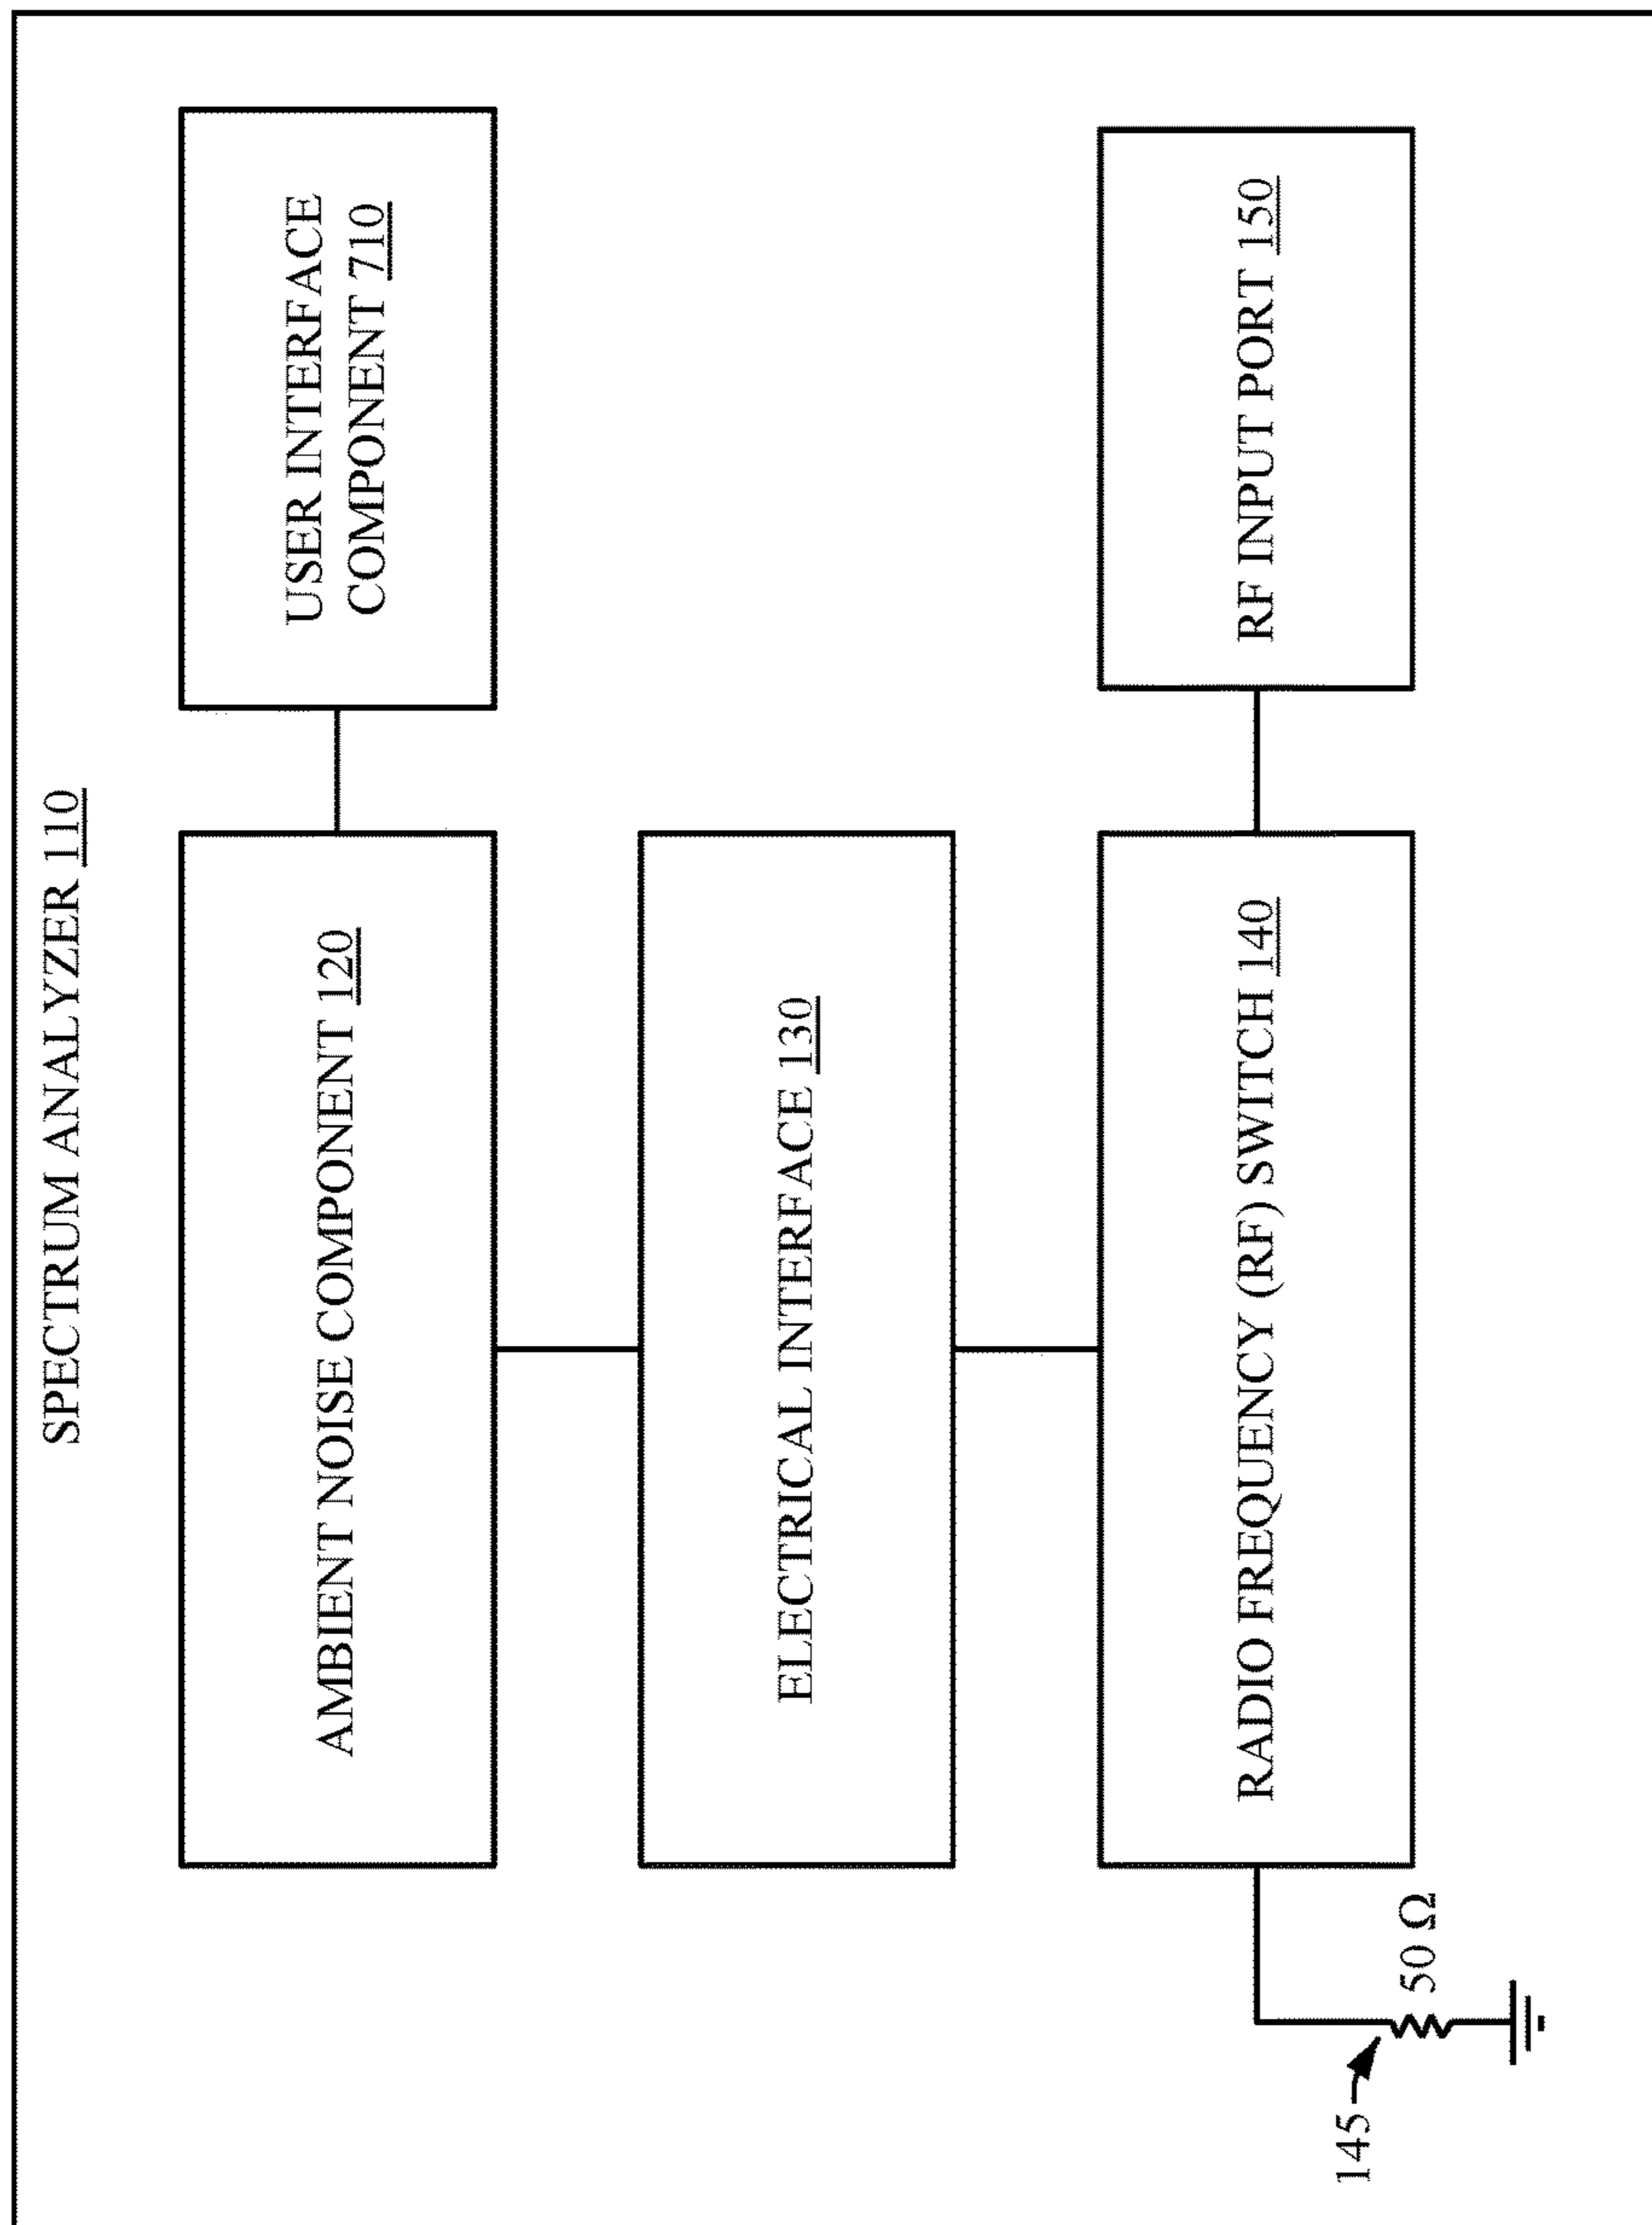 SPECTRUM ANALYZER 110
AMBIENT NOISE COMPONENT 120
USER INTERFACE
COMPONENT 710
ELECTRICAL INTERFACE 130
RADIO FREQUENCY (RF) SWITCH 140
RF INPUT PORT 150
145
50 Ω